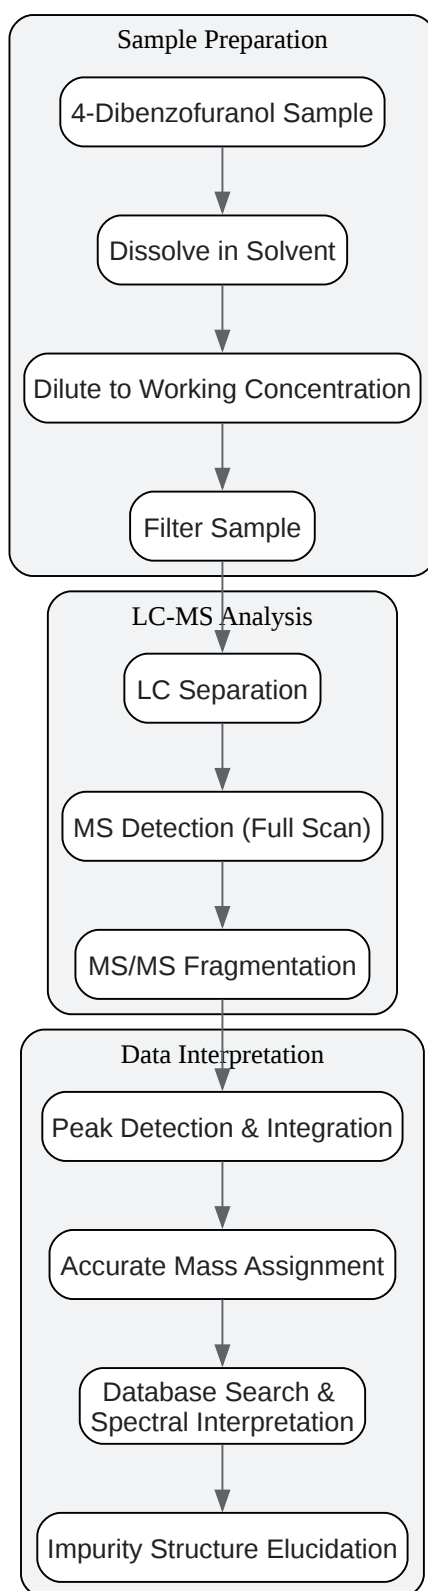 Sample Preparation
4-Dibenzofuranol Sample
Dissolve in Solvent
Dilute to Working Concentration
Filter Sample
LC-MS Analysis
LC Separation
MS Detection (Full Scan)
MS/MS Fragmentation
Data Interpretation
Peak Detection & Integration
Accurate Mass Assignment
Database Search &
Spectral Interpretation
Impurity Structure Elucidation